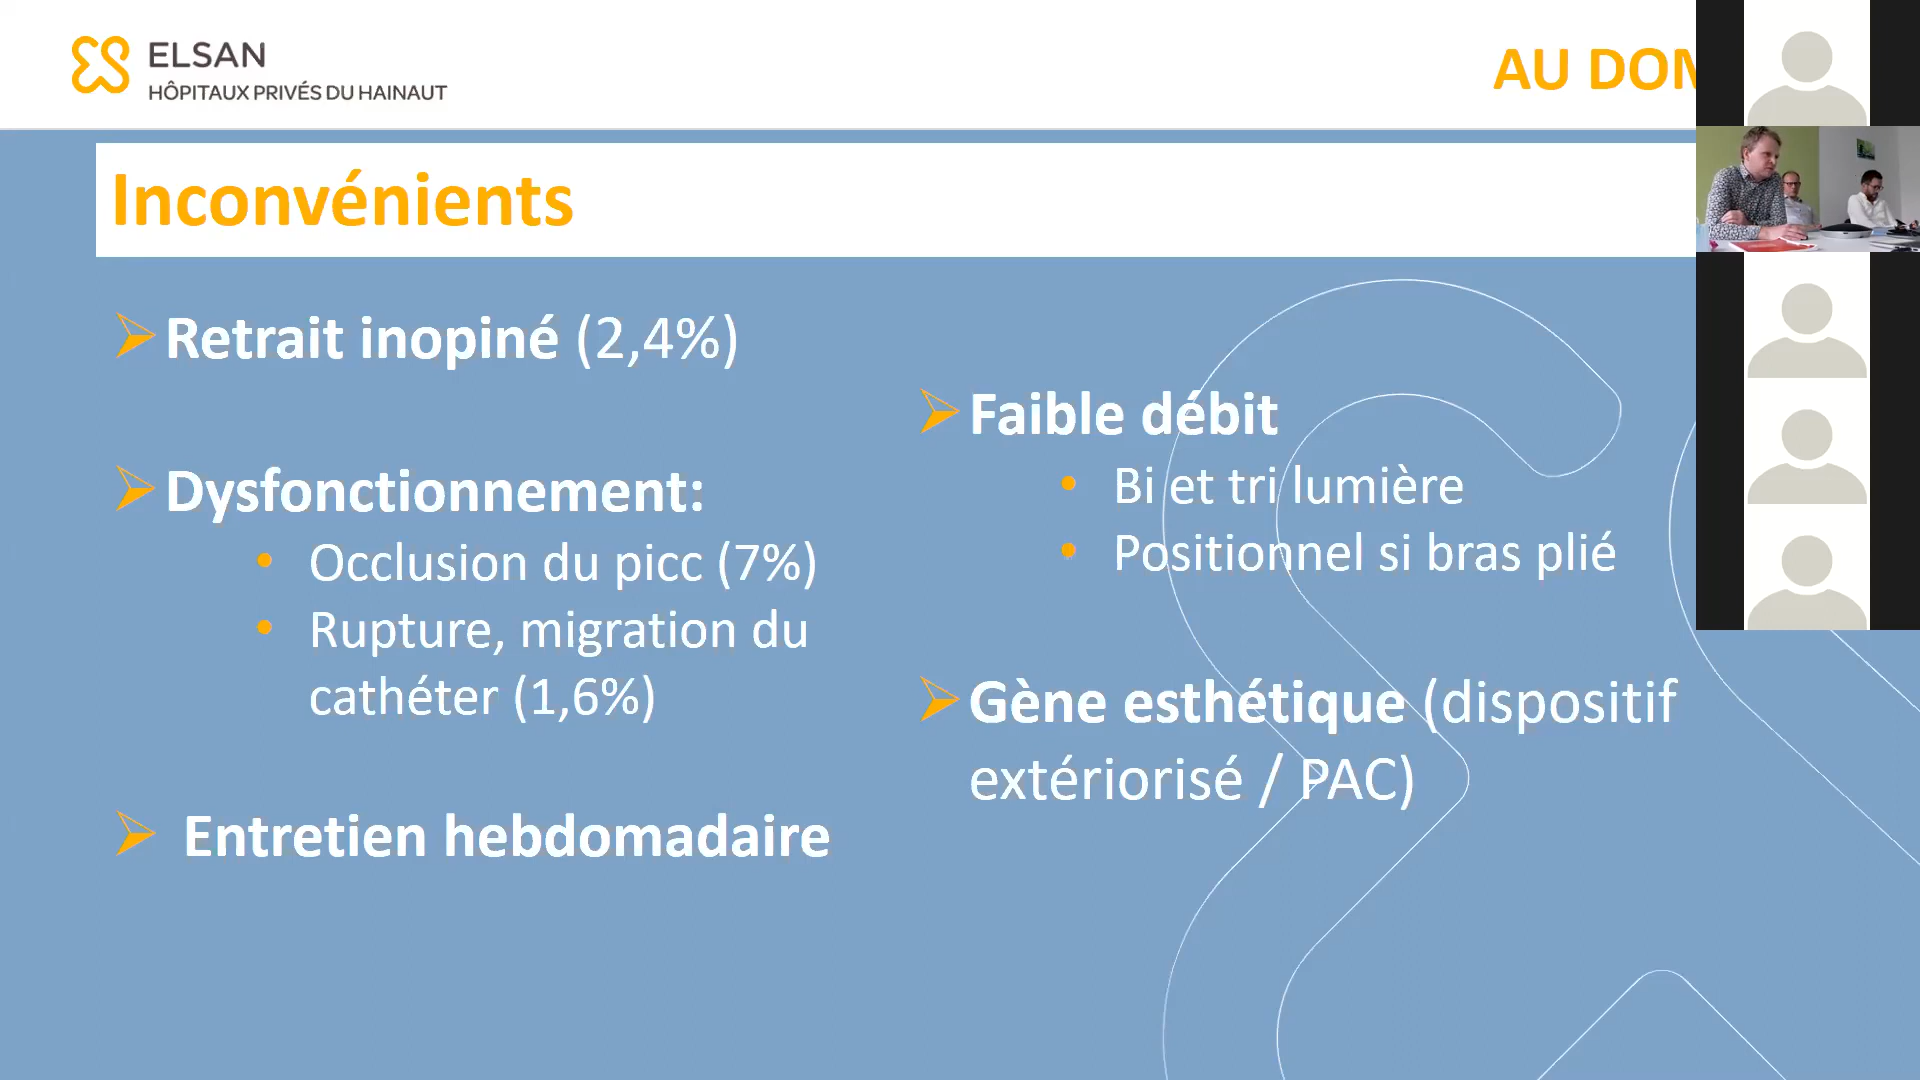 ELSAN
HÔPITAUX PRIVÉS DU HAINAUT
AU
Inconvénients
Retrait inopiné (2,4%)
Dysfonctionnement:
Occlusion du picc (7%)
Rupture, migration du
cathéter (1,6%)
Entretien hebdomadaire
Faible débit
Bi et tri lumière
Positionnel si bras plié
Gène esthétique (dispositif
extériorisé / PAC)